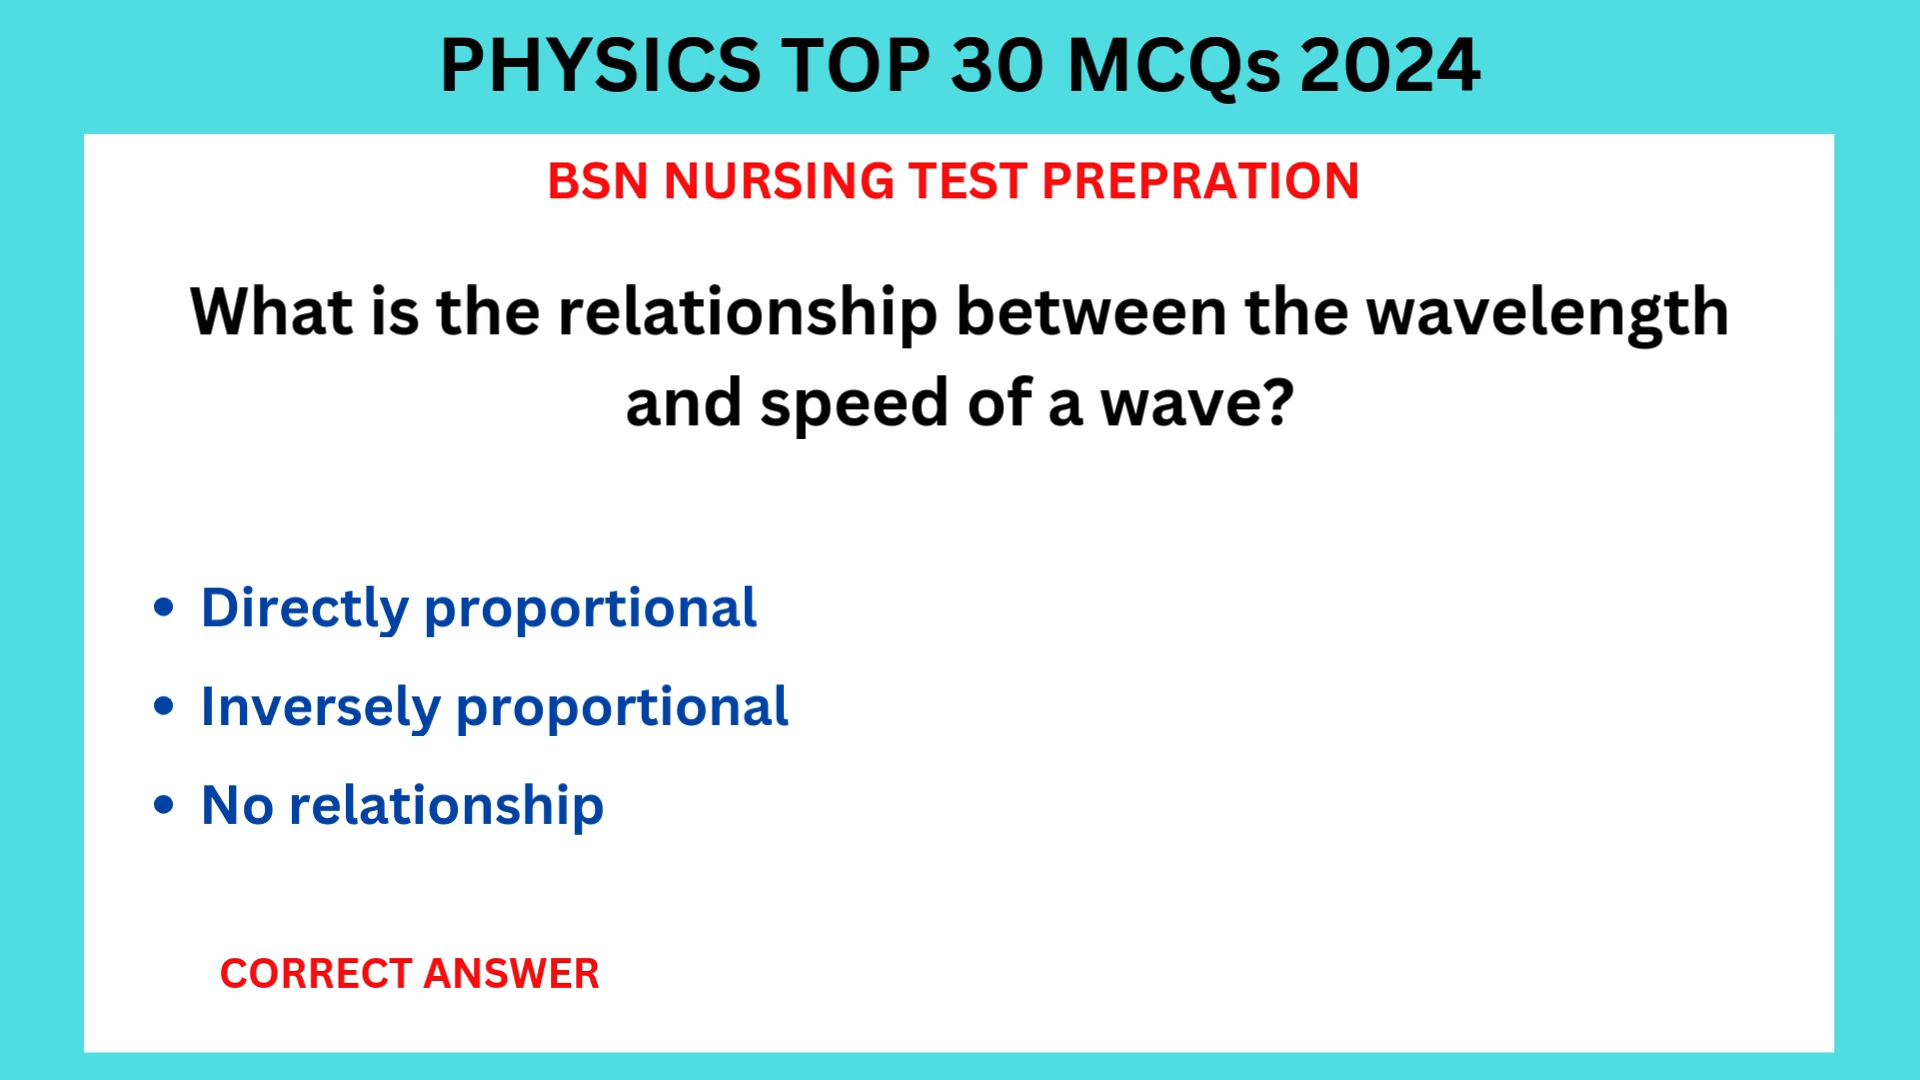 PHYSICS TOP 30 MCQs 2024
BSN NURSING TEST PREPRATION
What is the relationship between the wavelength
and speed of a wave?
• Directly proportional
• Inversely proportional
• No relationship
CORRECT ANSWER